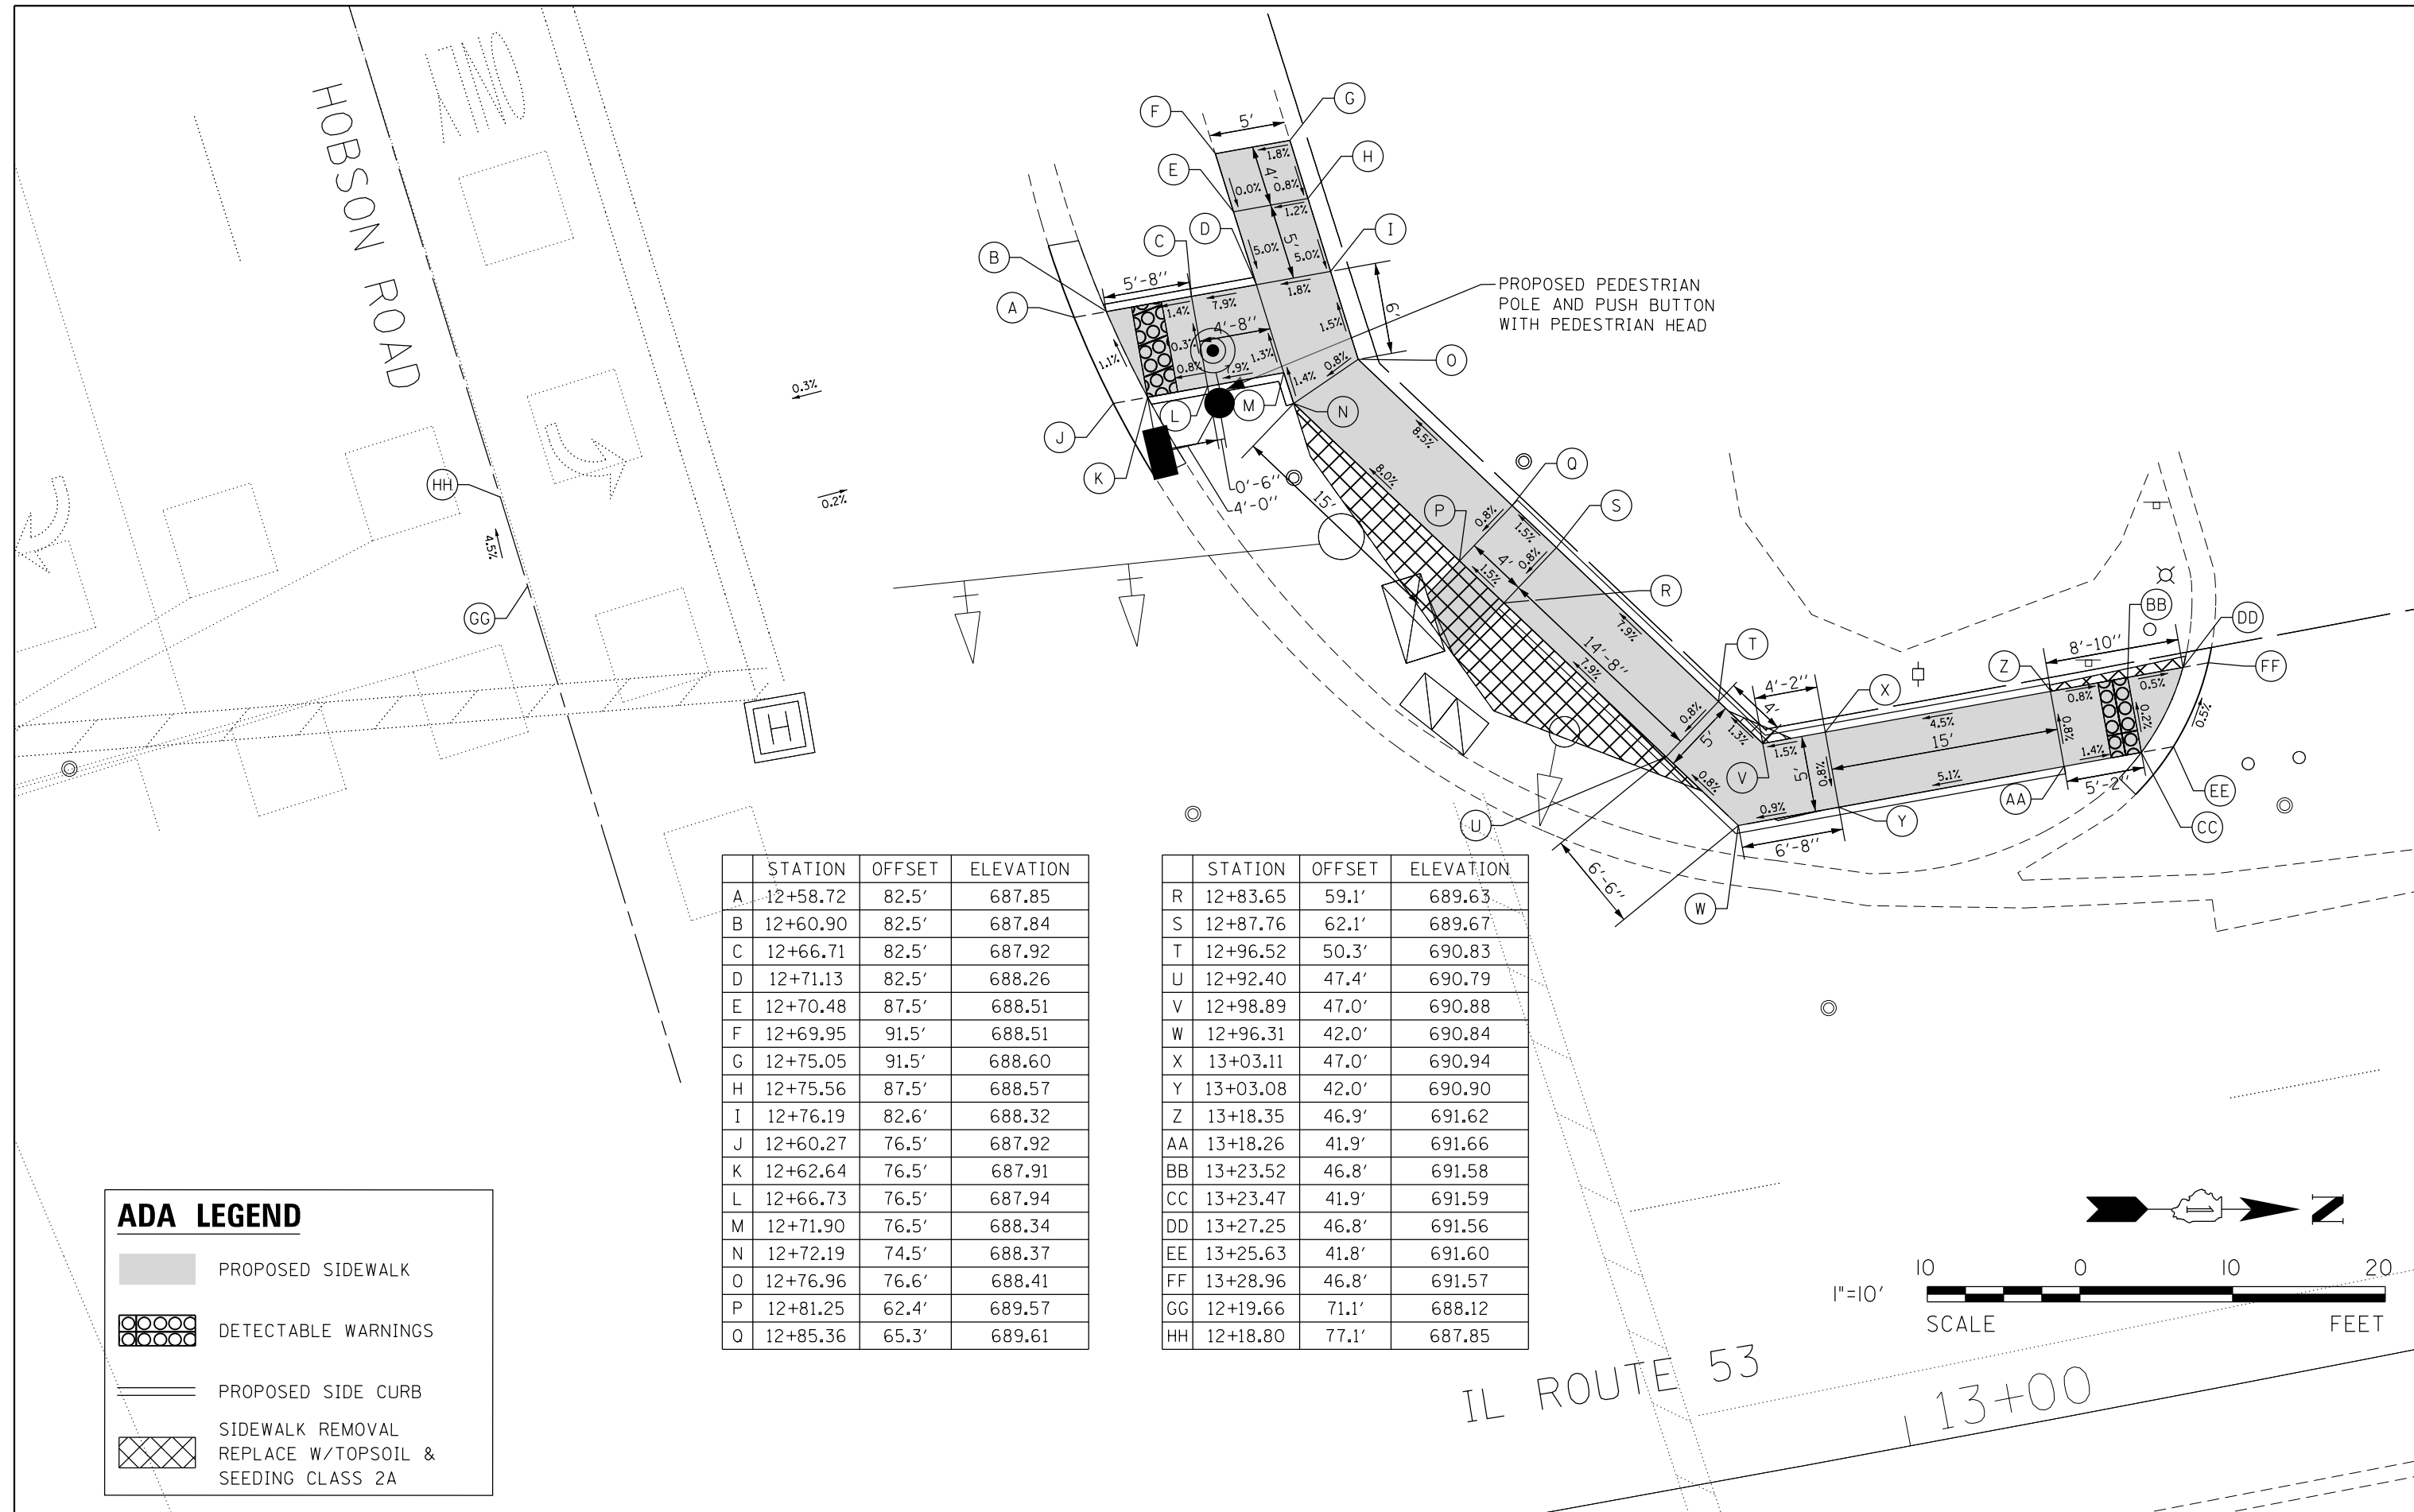 ONLY
HOBSON ROAD
F
G
5'
1.8%
E
H
4'
0.0%
0.8%
1.2%
D
I
C
5'
5.0%
5.0%
B
5'-8"
7.9%
1.8%
PROPOSED PEDESTRIAN
POLE AND PUSH BUTTON
WITH PEDESTRIAN HEAD
A
1.4%
4'-8"
6'
1.5%
0.3%
1.3%
0.8%
O
1.1%
0.8%
7.9%
1.4%
0.3%
L
M
N
J
K
8.5%
0'-6"
4'-0"
15'
8.0%
Q
HH
0.2%
P
S
0.8%
1.5%
4.5%
4'
0.8%
1.5%
R
GG
BB
DD
7.9%
14'-8"
7.9%
T
8'-10"
Z
FF
4'-2"
X
0.8%
0.5%
H
0.8%
4'
5'
1.3%
1.5%
4.5%
15'
0.8%
0.2%
0.5%
1.4%
V
5'
0.8%
0.8%
5.1%
5'-2"
AA
EE
0.9%
U
Y
CC
6'-8"
6'-6"
W
STATION OFFSET ELEVATION
A 12+58.72 82.5' 687.85
B 12+60.90 82.5' 687.84
C 12+66.71 82.5' 687.92
D 12+71.13 82.5' 688.26
E 12+70.48 87.5' 688.51
F 12+69.95 91.5' 688.51
G 12+75.05 91.5' 688.60
H 12+75.56 87.5' 688.57
I 12+76.19 82.6' 688.32
J 12+60.27 76.5' 687.92
K 12+62.64 76.5' 687.91
L 12+66.73 76.5' 687.94
M 12+71.90 76.5' 688.34
N 12+72.19 74.5' 688.37
O 12+76.96 76.6' 688.41
P 12+81.25 62.4' 689.57
Q 12+85.36 65.3' 689.61
STATION OFFSET ELEVATION
R 12+83.65 59.1' 689.63
S 12+87.76 62.1' 689.67
T 12+96.52 50.3' 690.83
U 12+92.40 47.4' 690.79
V 12+98.89 47.0' 690.88
W 12+96.31 42.0' 690.84
X 13+03.11 47.0' 690.94
Y 13+03.08 42.0' 690.90
Z 13+18.35 46.9' 691.62
AA 13+18.26 41.9' 691.66
BB 13+23.52 46.8' 691.58
CC 13+23.47 41.9' 691.59
DD 13+27.25 46.8' 691.56
EE 13+25.63 41.8' 691.60
FF 13+28.96 46.8' 691.57
GG 12+19.66 71.1' 688.12
HH 12+18.80 77.1' 687.85
ADA LEGEND
PROPOSED SIDEWALK
DETECTABLE WARNINGS
PROPOSED SIDE CURB
SIDEWALK REMOVAL
REPLACE W/TOPSOIL &
SEEDING CLASS 2A
N
10 0 10 20
1"=10'
SCALE FEET
IL ROUTE 53
13+00